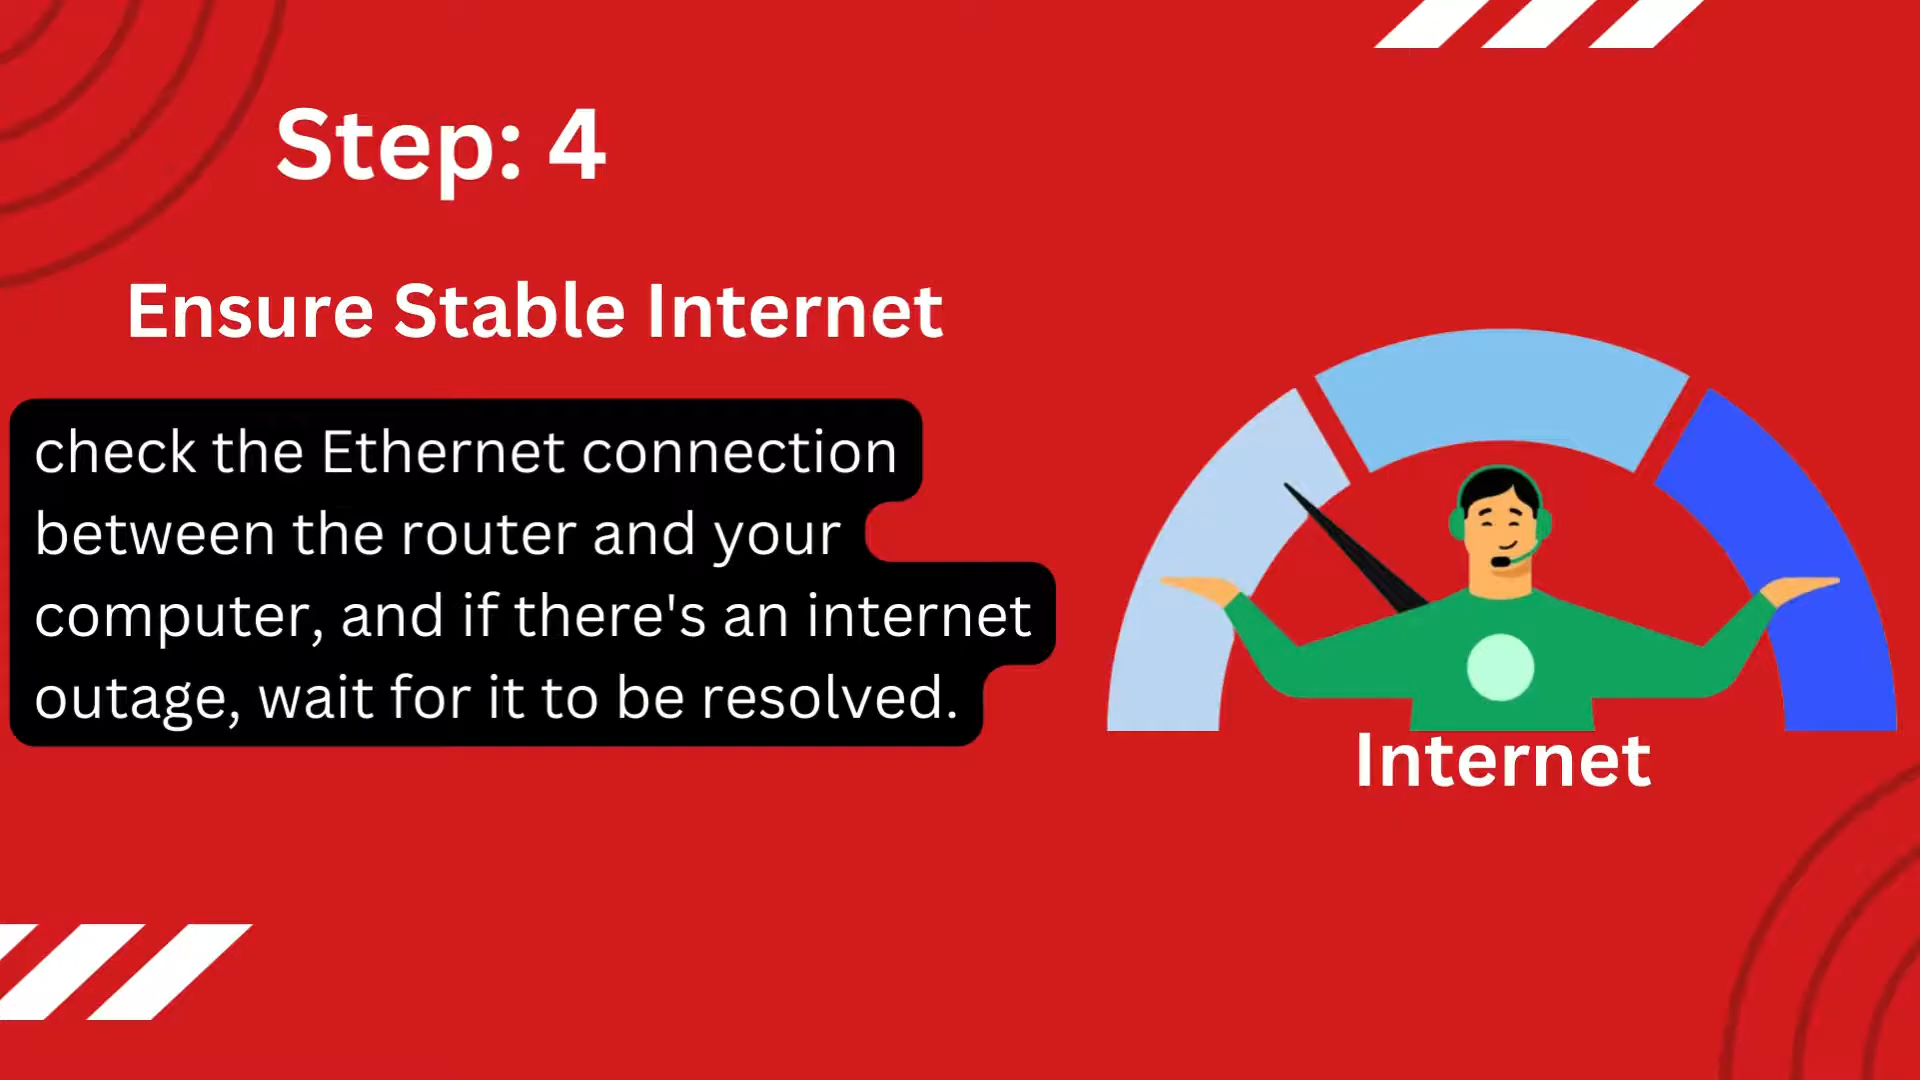 Step: 4
Ensure Stable Internet
check the Ethernet connection
between the router and your
computer, and if there's an internet
outage, wait for it to be resolved.
Internet